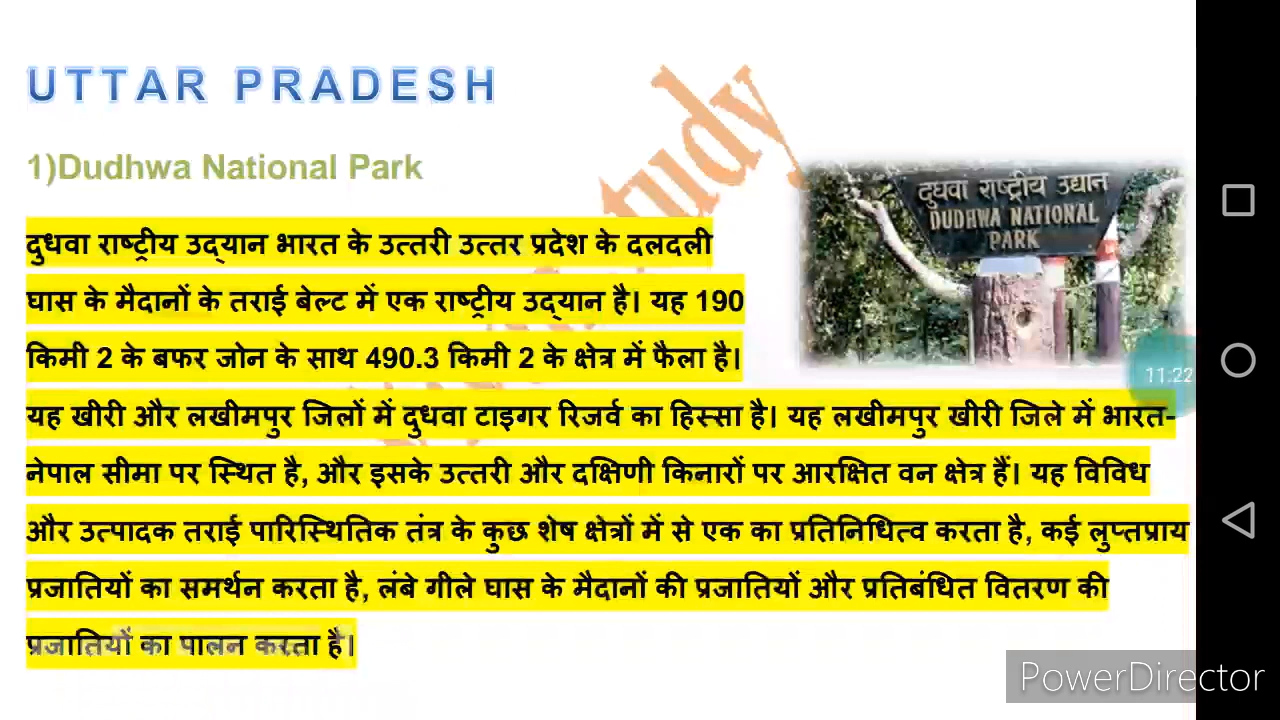 UTTAR PRADESH
1)Dudhwa National Park
tudy
दुधवा राष्ट्रीय उद्यान
DUDHWA NATIONAL
PARK
दुधवा राष्ट्रीय उद्यान भारत के उत्तरी उत्तर प्रदेश के दलदली
घास के मैदानों के तराई बेल्ट में एक राष्ट्रीय उद्यान है। यह 190
किमी 2 के बफर जोन के साथ 490.3 किमी 2 के क्षेत्र में फैला है।
11:22
यह खीरी और लखीमपुर जिलों में दुधवा टाइगर रिजर्व का हिस्सा है। यह लखीमपुर खीरी जिले में भारत-
नेपाल सीमा पर स्थित है, और इसके उत्तरी और दक्षिणी किनारों पर आरक्षित वन क्षेत्र हैं। यह विविध
और उत्पादक तराई पारिस्थितिक तंत्र के कुछ शेष क्षेत्रों में से एक का प्रतिनिधित्व करता है, कई लुप्तप्राय
प्रजातियों का समर्थन करता है, लंबे गीले घास के मैदानों की प्रजातियों और प्रतिबंधित वितरण की
प्रजातियों का पालन करता है।
PowerDirector